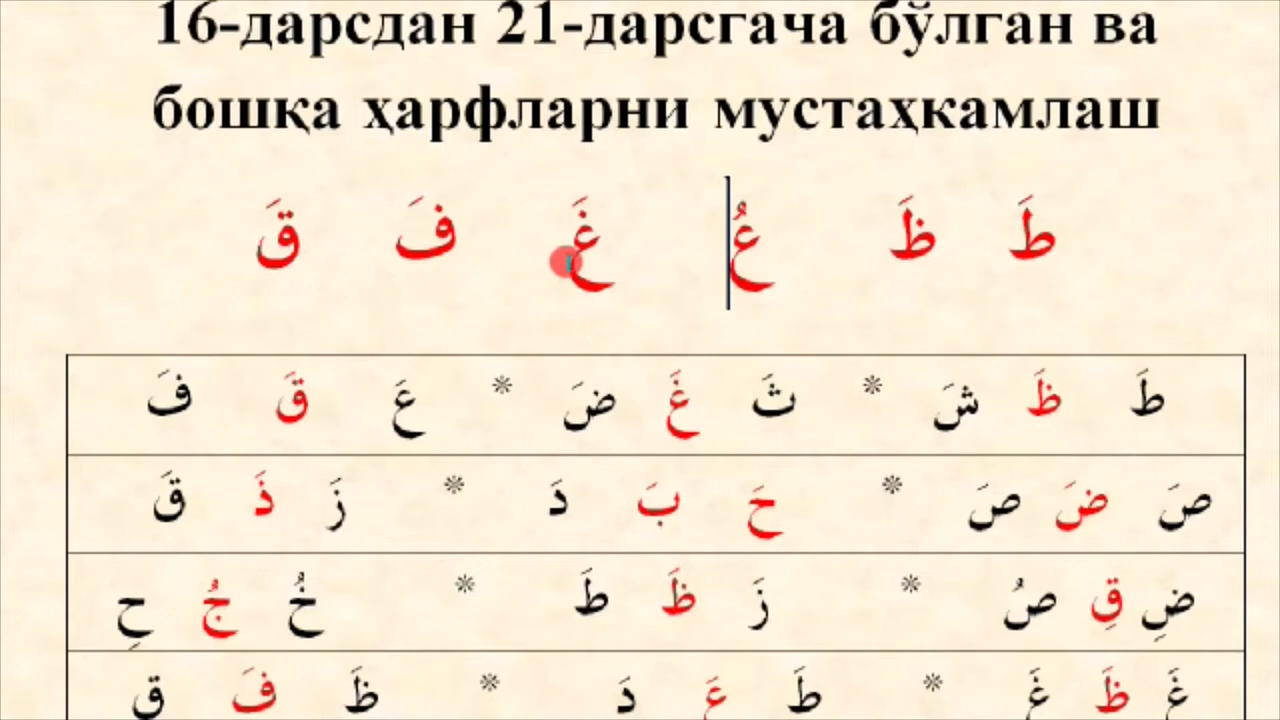 16-дарсдан 21-дарсгача бўлган ва
бошқа ҳарфларни мустаҳкамлаш
طَ ظَ عُ غَ فَ قَ
طَ ظَ شَ * ثَ غَ ضَ * عَ قَ فَ
صَ ضَ صَ * حَ بَ دَ * زَ ذَ قَ
ضِ قِ صُ * زَ ظَ طَ * خُ جُ حِ
غَ ظَ غَ * طَ عَ دَ * ظَ فَ ق